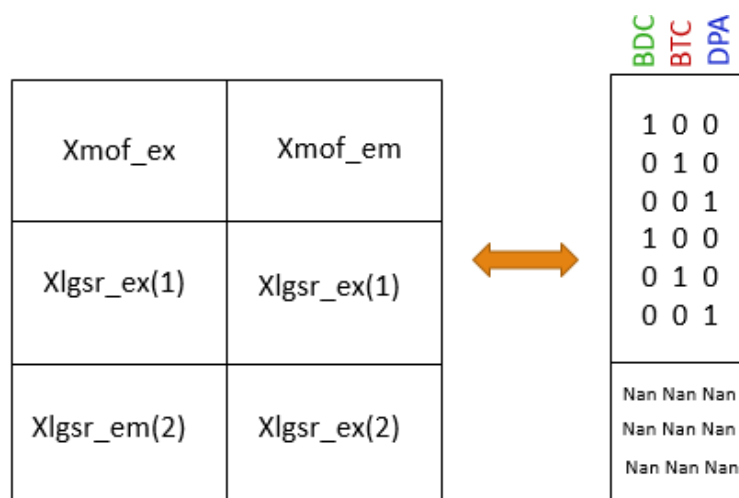 BDC BTC DPA
Xmof_ex Xmof_em
Xlgsr_ex(1) Xlgsr_ex(1)
Xlgsr_em(2) Xlgsr_ex(2)
1 0 0
0 1 0
0 0 1
1 0 0
0 1 0
0 0 1
Nan Nan Nan
Nan Nan Nan
Nan Nan Nan